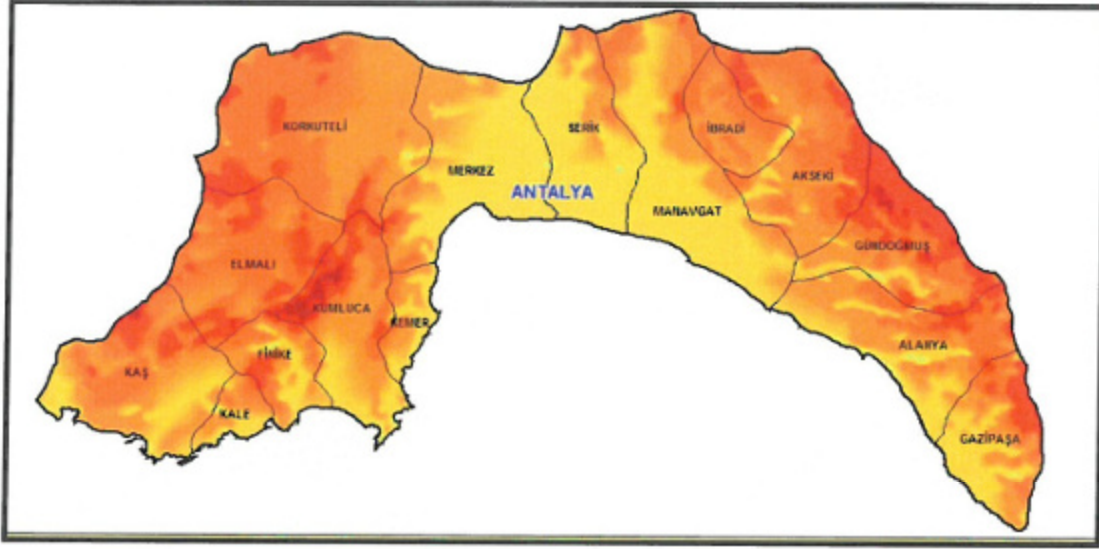 KORKUTELİ
SERİK
İBRADİ
MERKEZ
AKSEKİ
ANTALYA
MANAVGAT
GÜNDOĞMUŞ
ELMALI
KUMLUCA
KEMER
ALANYA
FİNİKE
KAŞ
KALE
GAZİPAŞA